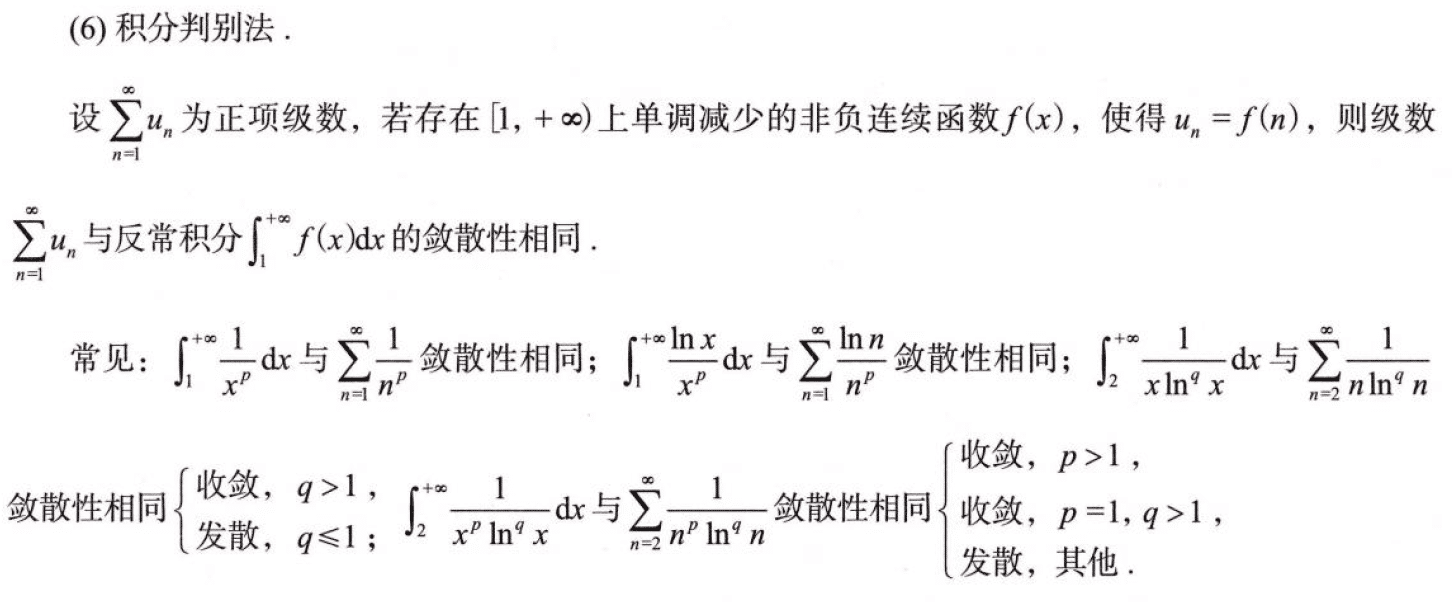 (6) 积分判别法.
设 $\sum_{n=1}^{\infty} u_n$ 为正项级数，若存在 $[1, +\infty)$ 上单调减少的非负连续函数 $f(x)$，使得 $u_n = f(n)$，则级数
$\sum_{n=1}^{\infty} u_n$ 与反常积分 $\int_1^{+\infty} f(x)\mathrm{d}x$ 的敛散性相同.
常见：$\int_1^{+\infty} \frac{1}{x^p}\mathrm{d}x$ 与 $\sum_{n=1}^{\infty} \frac{1}{n^p}$ 敛散性相同；$\int_1^{+\infty} \frac{\ln x}{x^p}\mathrm{d}x$ 与 $\sum_{n=1}^{\infty} \frac{\ln n}{n^p}$ 敛散性相同；$\int_2^{+\infty} \frac{1}{x \ln^q x}\mathrm{d}x$ 与 $\sum_{n=2}^{\infty} \frac{1}{n \ln^q n}$
敛散性相同 $\begin{cases} 收敛，q>1， \\ 发散，q \leqslant 1； \end{cases}$ $\int_2^{+\infty} \frac{1}{x^p \ln^q x}\mathrm{d}x$ 与 $\sum_{n=2}^{\infty} \frac{1}{n^p \ln^q n}$ 敛散性相同 $\begin{cases} 收敛，p>1， \\ 收敛，p=1, q>1， \\ 发散，其他. \end{cases}$